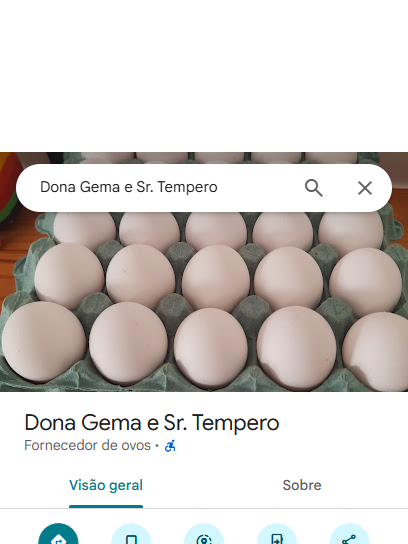 Dona Gema e Sr. Tempero
Dona Gema e Sr. Tempero
Fornecedor de ovos ·
Visão geral
Sobre